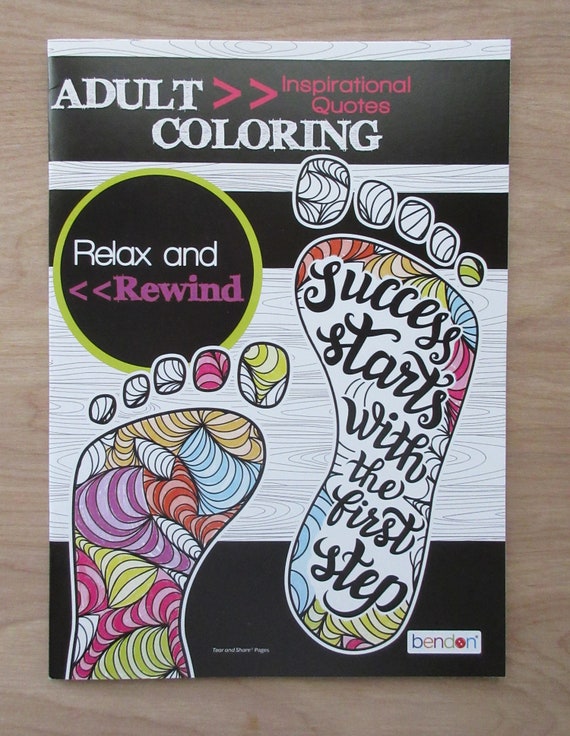 ADULT >> Inspirational
Quotes
COLORING
Relax and
<<Rewind
success
starts
with
the
first
step
Tear and Share® Pages
bendon®